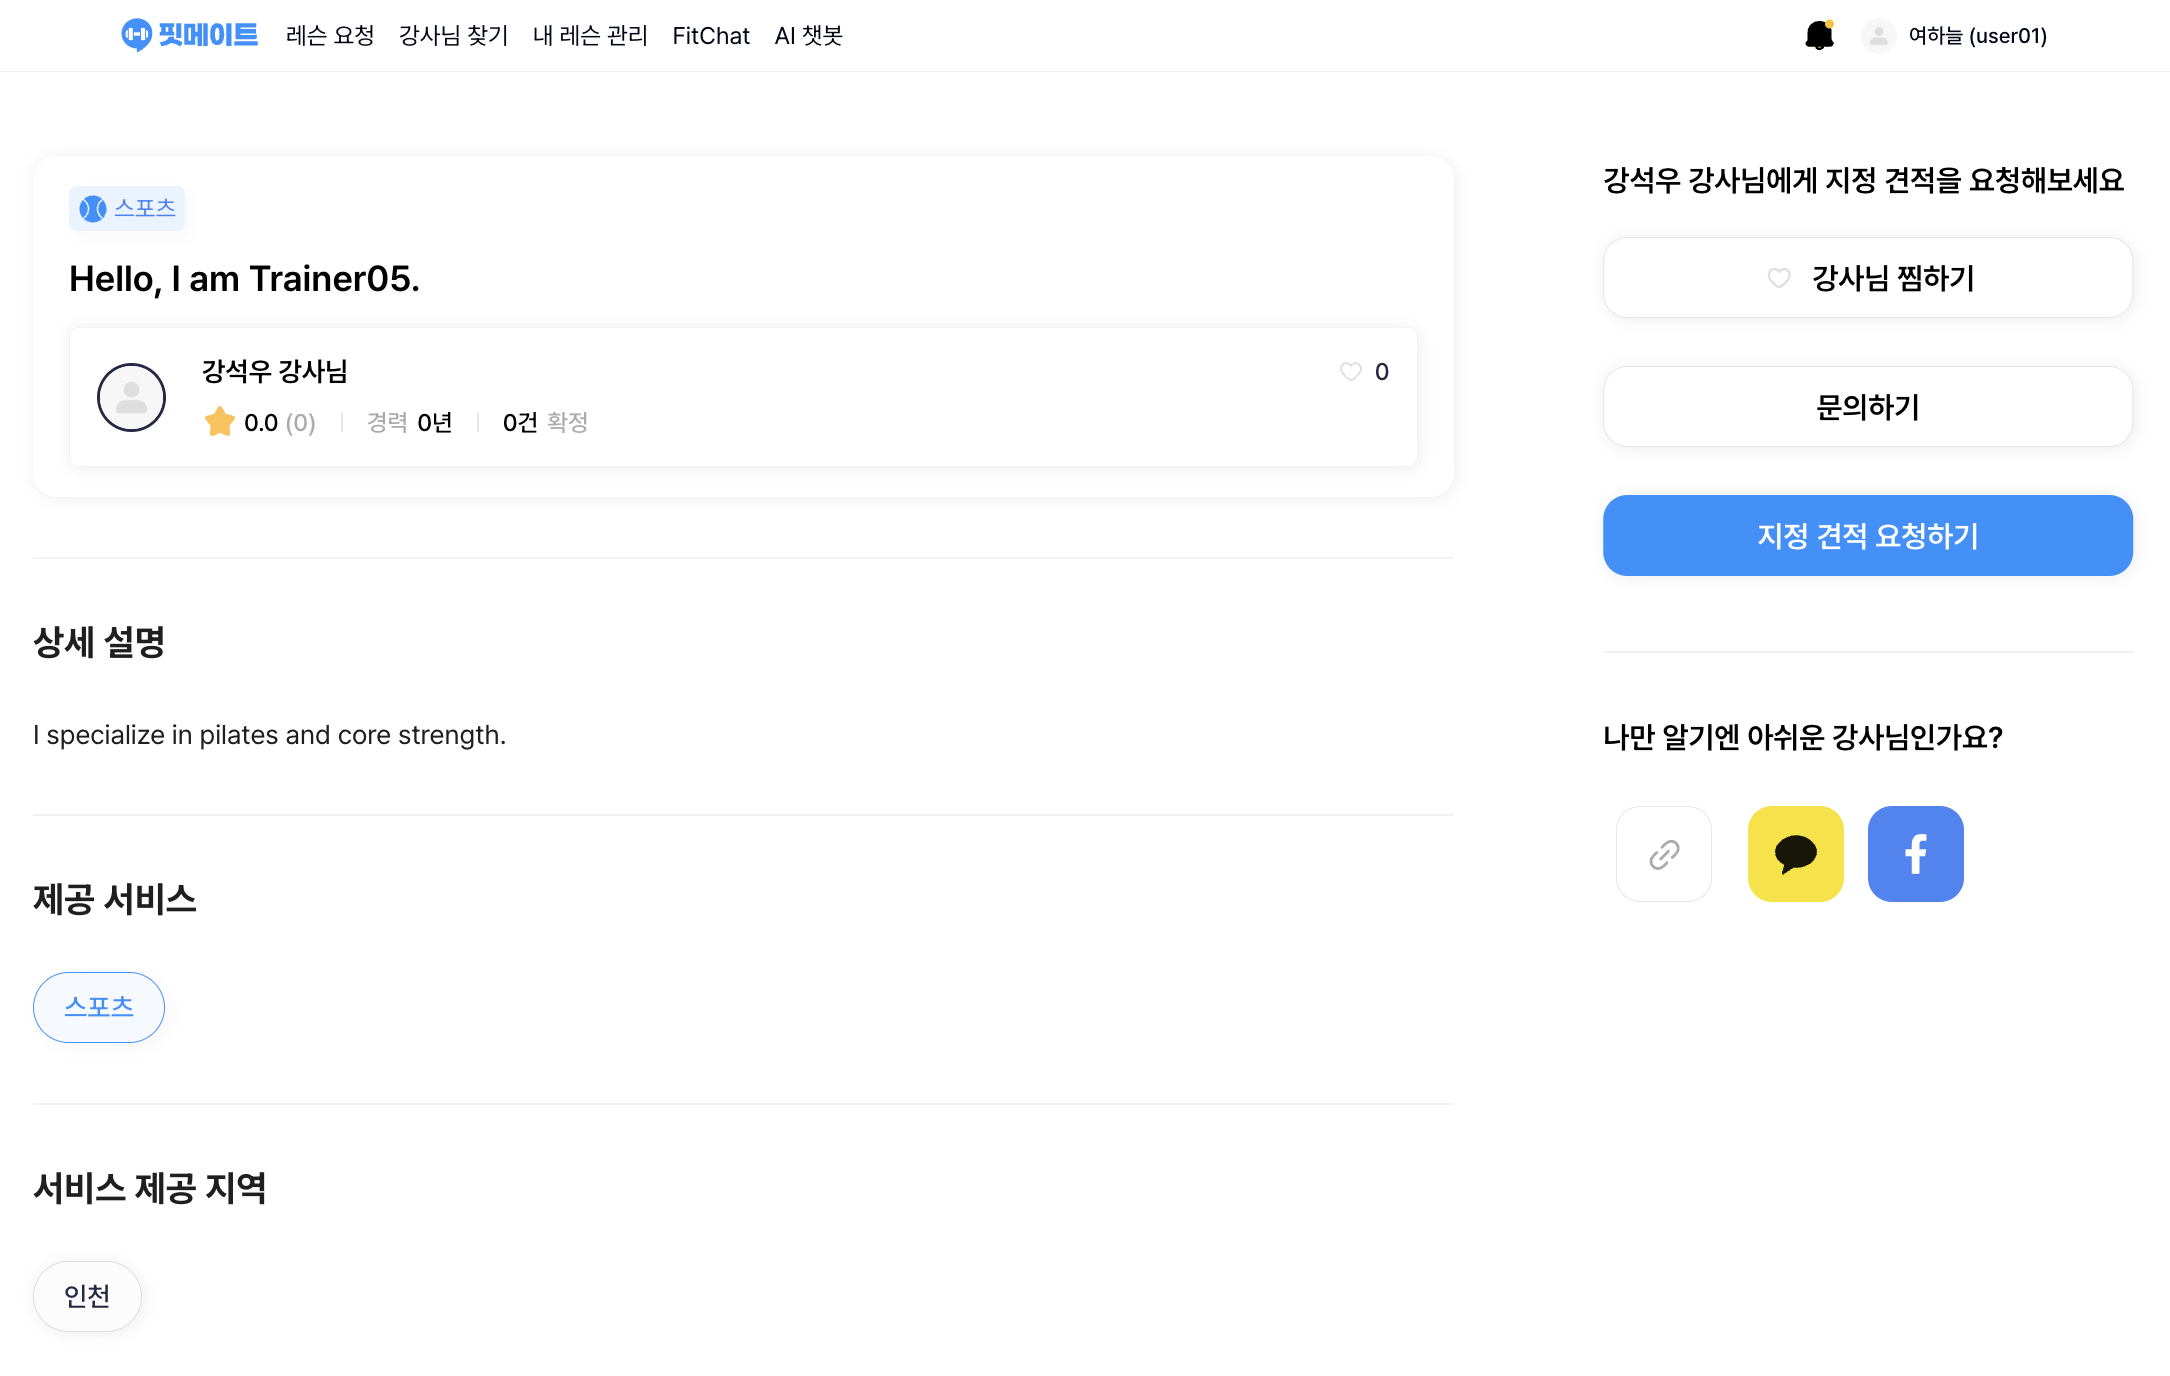 핏메이트 레슨 요청 강사님 찾기 내 레슨 관리 FitChat AI 챗봇 여하늘 (user01)
스포츠
Hello, I am Trainer05.
강석우 강사님 0
0.0 (0) 경력 0년 0건 확정
상세 설명
I specialize in pilates and core strength.
제공 서비스
스포츠
서비스 제공 지역
인천
강석우 강사님에게 지정 견적을 요청해보세요
강사님 찜하기
문의하기
지정 견적 요청하기
나만 알기엔 아쉬운 강사님인가요?